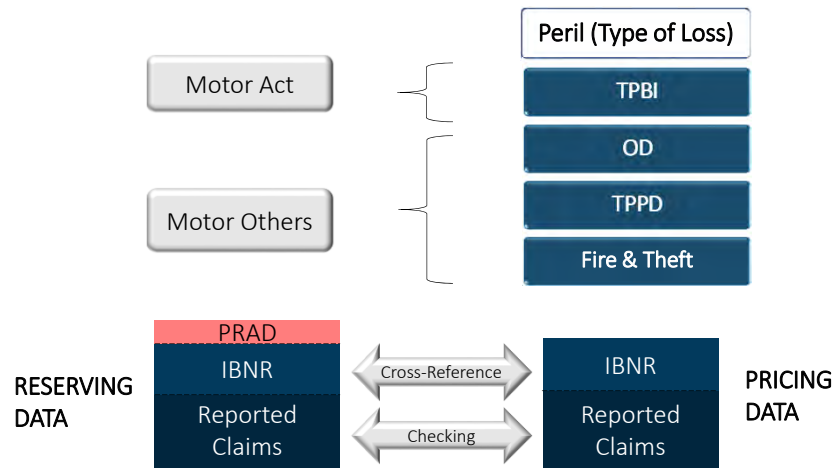 Peril (Type of Loss)
Motor Act
TPBI
OD
Motor Others
TPPD
Fire & Theft
PRAD
IBNR
Cross-Reference
IBNR
RESERVING
DATA
Reported
Claims
Checking
Reported
Claims
PRICING
DATA